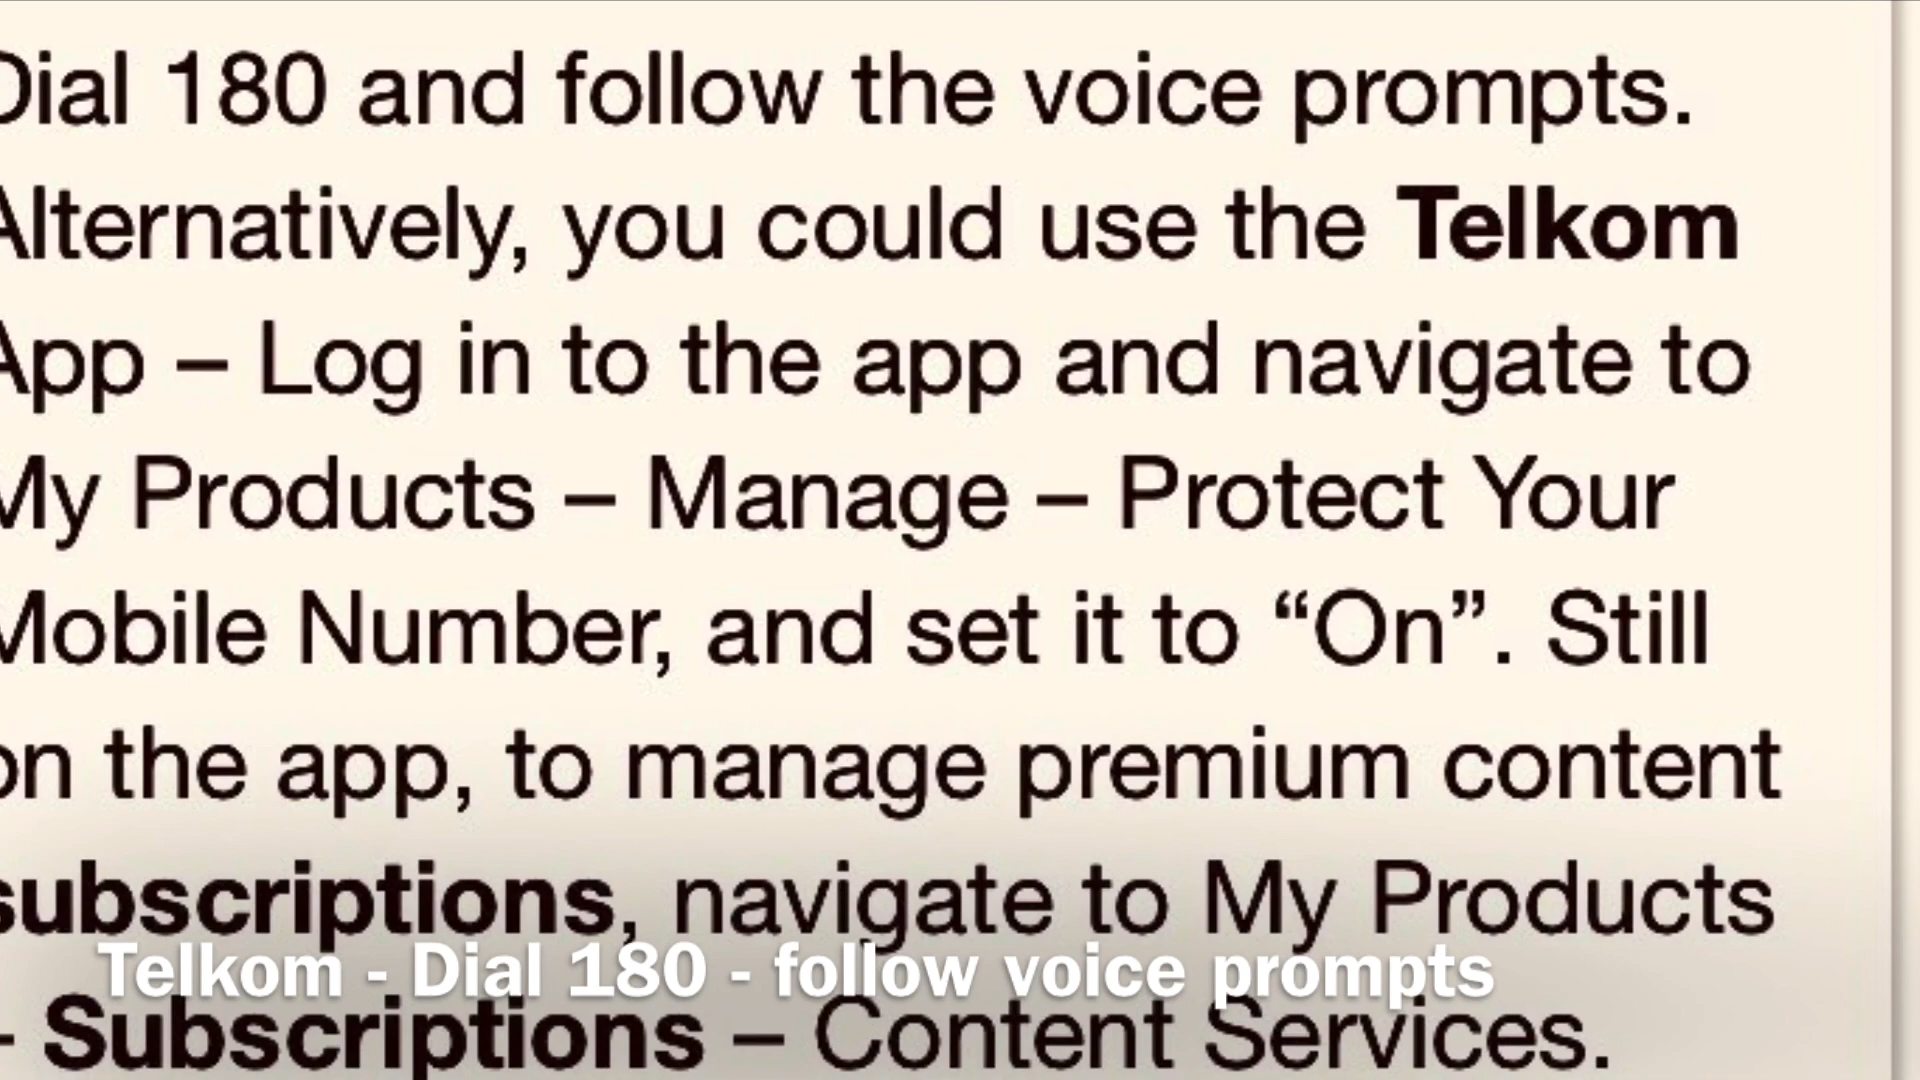 Dial 180 and follow the voice prompts.
Alternatively, you could use the Telkom
App – Log in to the app and navigate to
My Products – Manage – Protect Your
Mobile Number, and set it to “On”. Still
on the app, to manage premium content
subscriptions, navigate to My Products
Telkom - Dial 180 - follow voice prompts
– Subscriptions – Content Services.